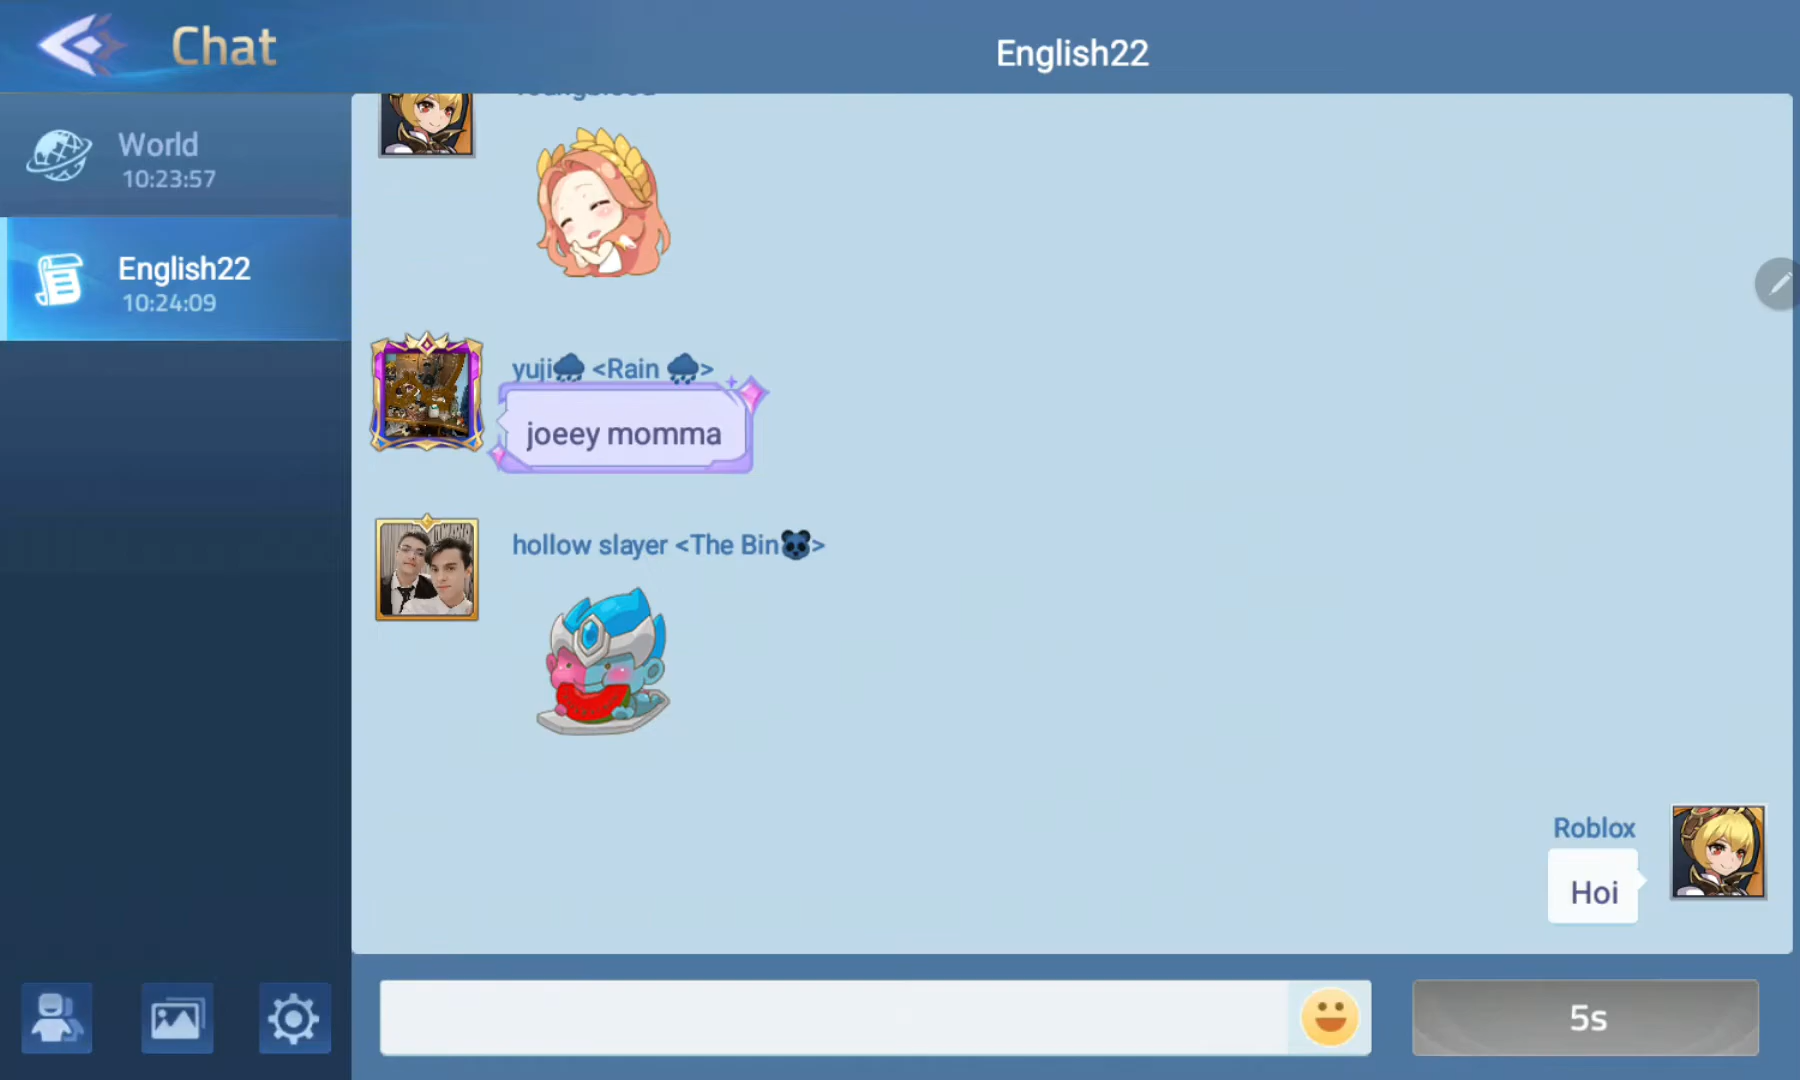 Chat
English22
World
10:23:57
English22
10:24:09
yuji🌧️ <Rain 🌧️>
joeey momma
hollow slayer <The Bin🐼>
Roblox
Hoi
5s